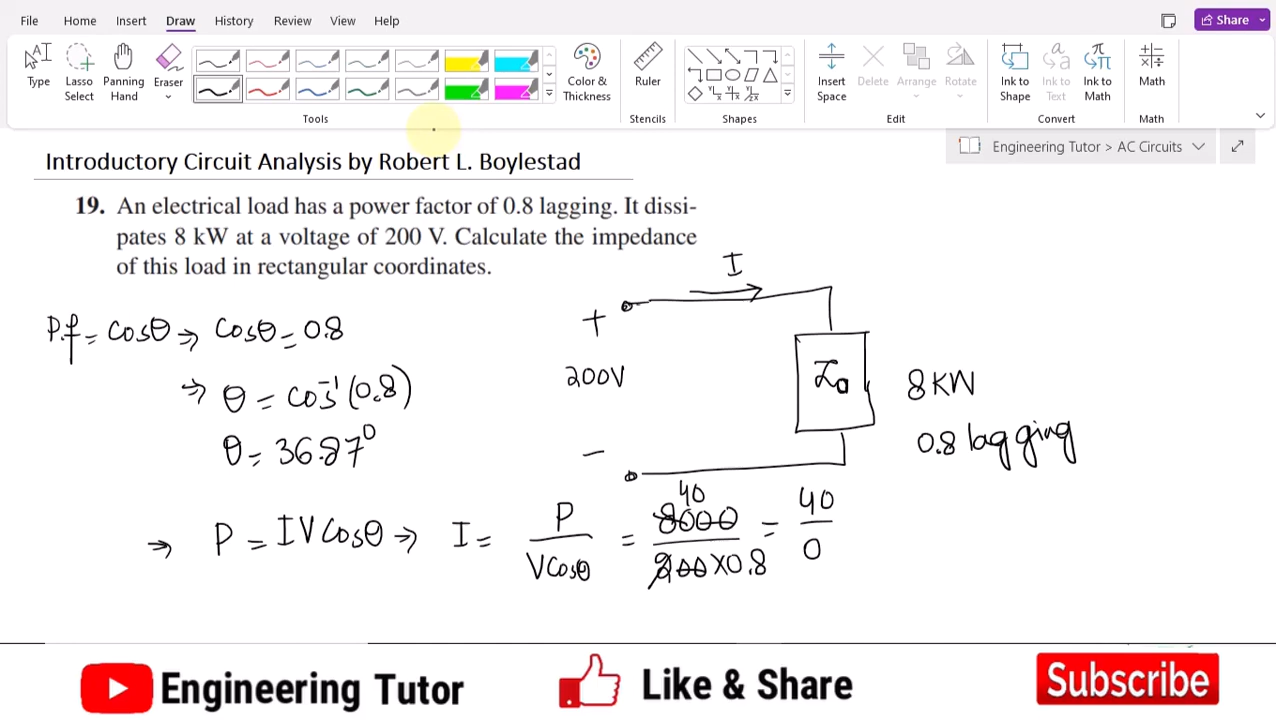 File Home Insert Draw History Review View Help Share
Type Lasso Select Panning Hand Eraser Color & Thickness Ruler Insert Space Delete Arrange Rotate Ink to Shape Ink to Text Ink to Math Math
Tools Stencils Shapes Edit Convert Math
Introductory Circuit Analysis by Robert L. Boylestad
Engineering Tutor > AC Circuits
19. An electrical load has a power factor of 0.8 lagging. It dissi-
pates 8 kW at a voltage of 200 V. Calculate the impedance
of this load in rectangular coordinates.
I
P.f = Cosθ ⇒ Cosθ = 0.8
+
200V
8KW
⇒ θ = cos⁻¹(0.8)
0.8 lagging
θ = 36.87°
−
⇒ P = IVCosθ ⇒ I = P / VCosθ = 8000 / 200×0.8 = 40 / 0
40
Engineering Tutor
Like & Share
Subscribe